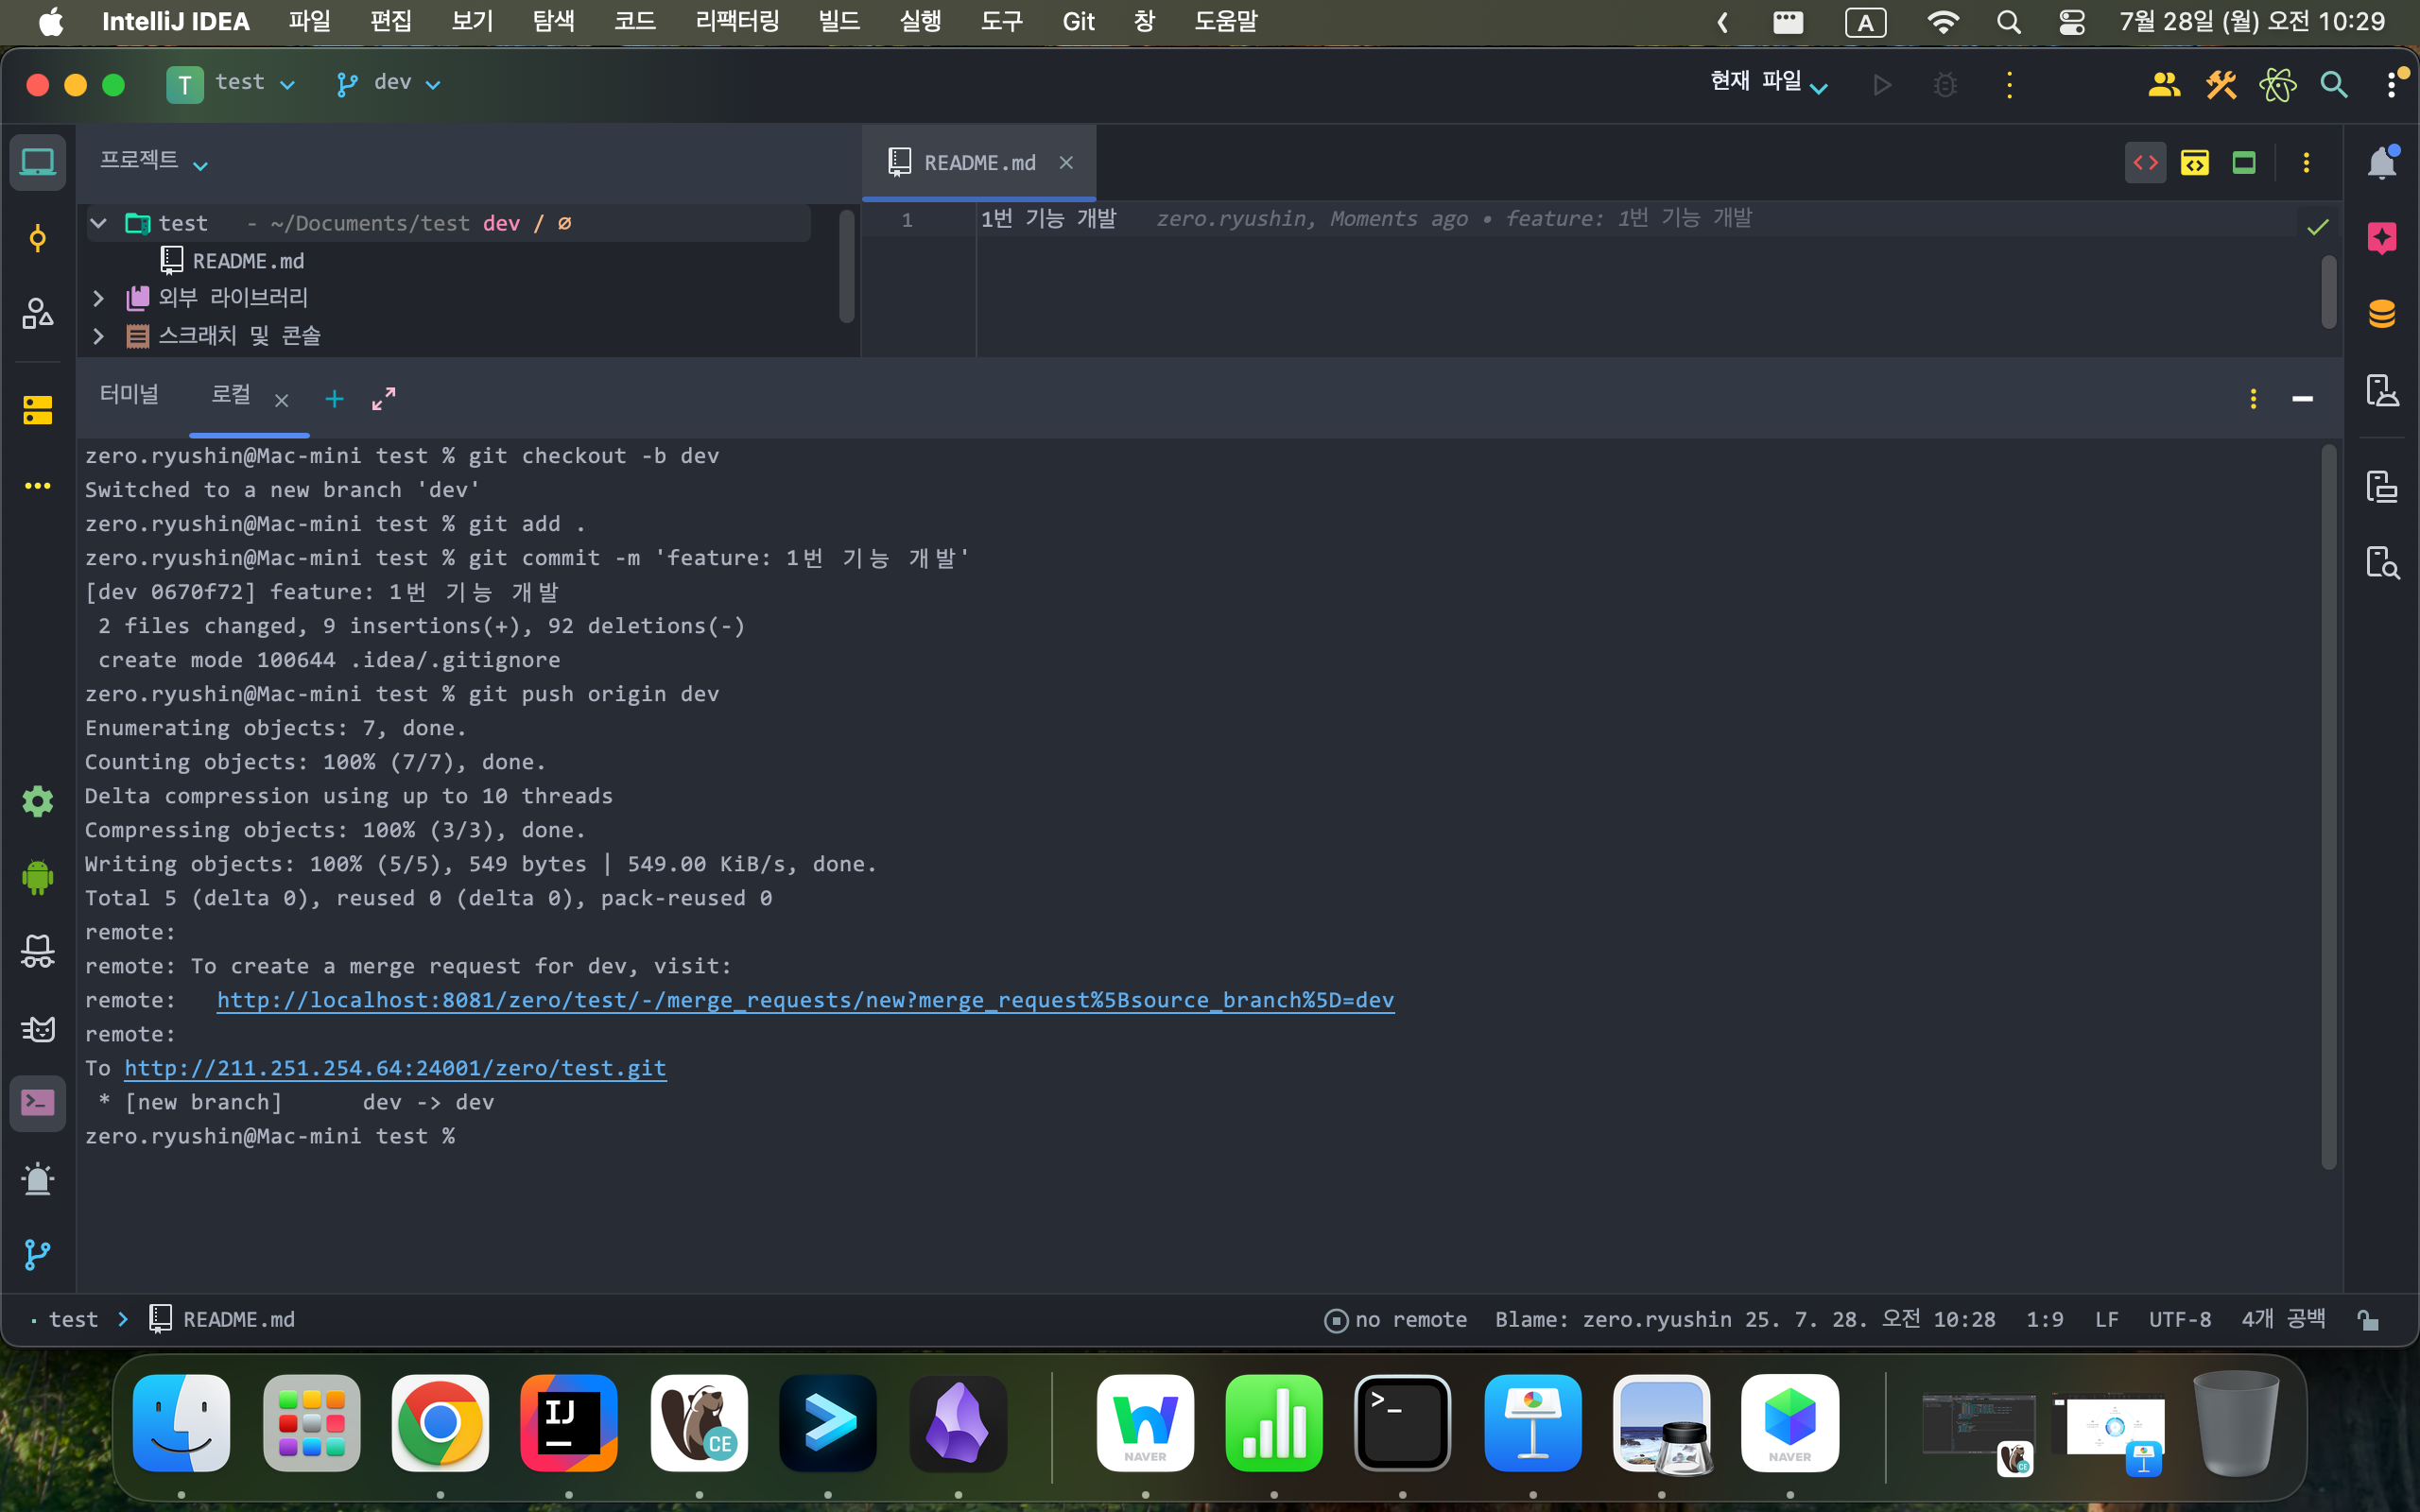 IntelliJ IDEA 파일 편집 보기 탐색 코드 리팩터링 빌드 실행 도구 Git 창 도움말 A 7월 28일 (월) 오전 10:29
T test dev 현재 파일
프로젝트 README.md
test - ~/Documents/test dev / ∅
1 1번 기능 개발 zero.ryushin, Moments ago • feature: 1번 기능 개발
README.md
외부 라이브러리
스크래치 및 콘솔
터미널 로컬
zero.ryushin@Mac-mini test % git checkout -b dev
Switched to a new branch 'dev'
zero.ryushin@Mac-mini test % git add .
zero.ryushin@Mac-mini test % git commit -m 'feature: 1번 기능 개발'
[dev 0670f72] feature: 1번 기능 개발
 2 files changed, 9 insertions(+), 92 deletions(-)
 create mode 100644 .idea/.gitignore
zero.ryushin@Mac-mini test % git push origin dev
Enumerating objects: 7, done.
Counting objects: 100% (7/7), done.
Delta compression using up to 10 threads
Compressing objects: 100% (3/3), done.
Writing objects: 100% (5/5), 549 bytes | 549.00 KiB/s, done.
Total 5 (delta 0), reused 0 (delta 0), pack-reused 0
remote:
remote: To create a merge request for dev, visit:
remote:   http://localhost:8081/zero/test/-/merge_requests/new?merge_request%5Bsource_branch%5D=dev
remote:
To http://211.251.254.64:24001/zero/test.git
 * [new branch]      dev -> dev
zero.ryushin@Mac-mini test %
test README.md no remote Blame: zero.ryushin 25. 7. 28. 오전 10:28 1:9 LF UTF-8 4개 공백
IJ
CE
NAVER
NAVER
CE